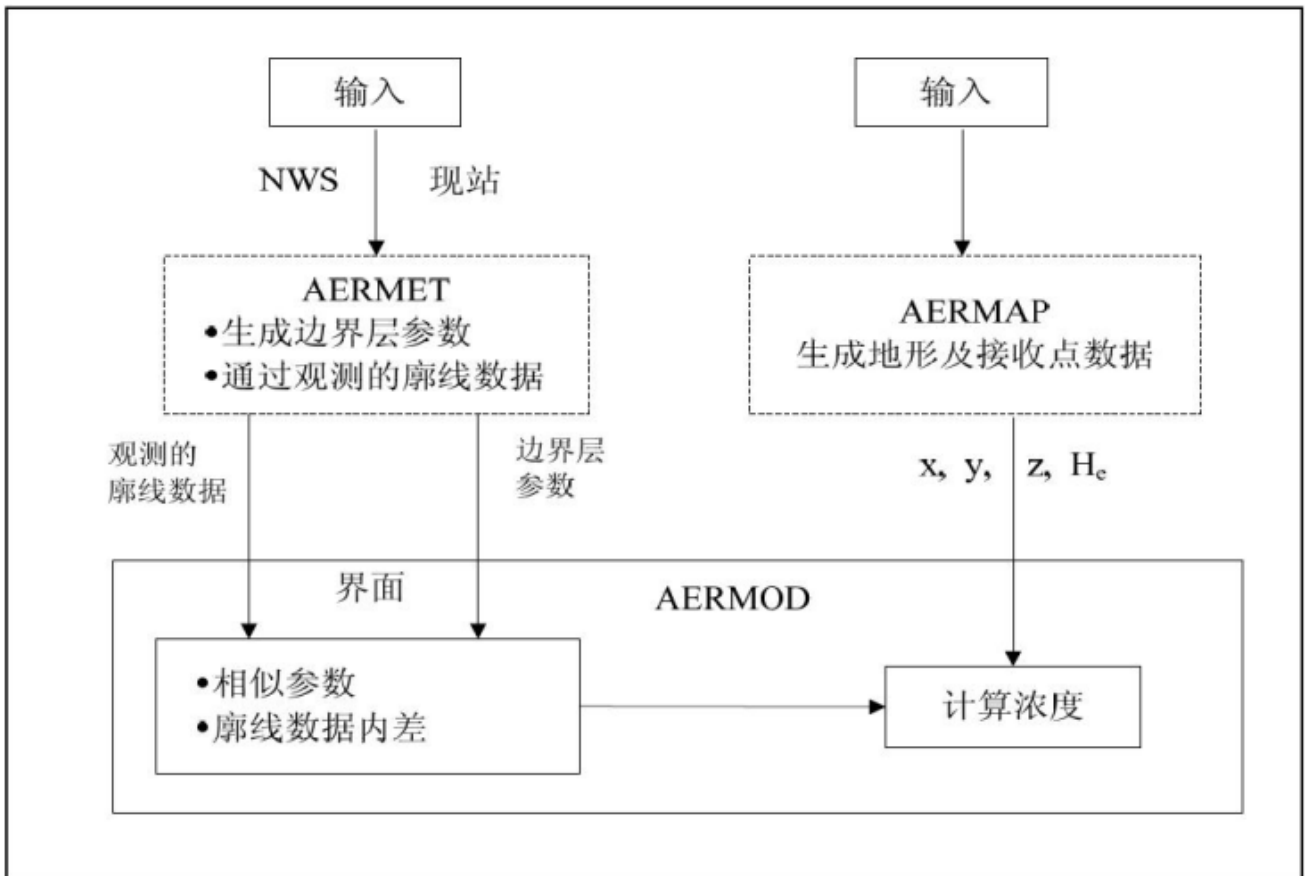 输入
输入
NWS 现站
AERMET
•生成边界层参数
•通过观测的廓线数据
AERMAP
生成地形及接收点数据
观测的
廓线数据
边界层
参数
x, y, z, Hₑ
界面
AERMOD
•相似参数
•廓线数据内差
计算浓度